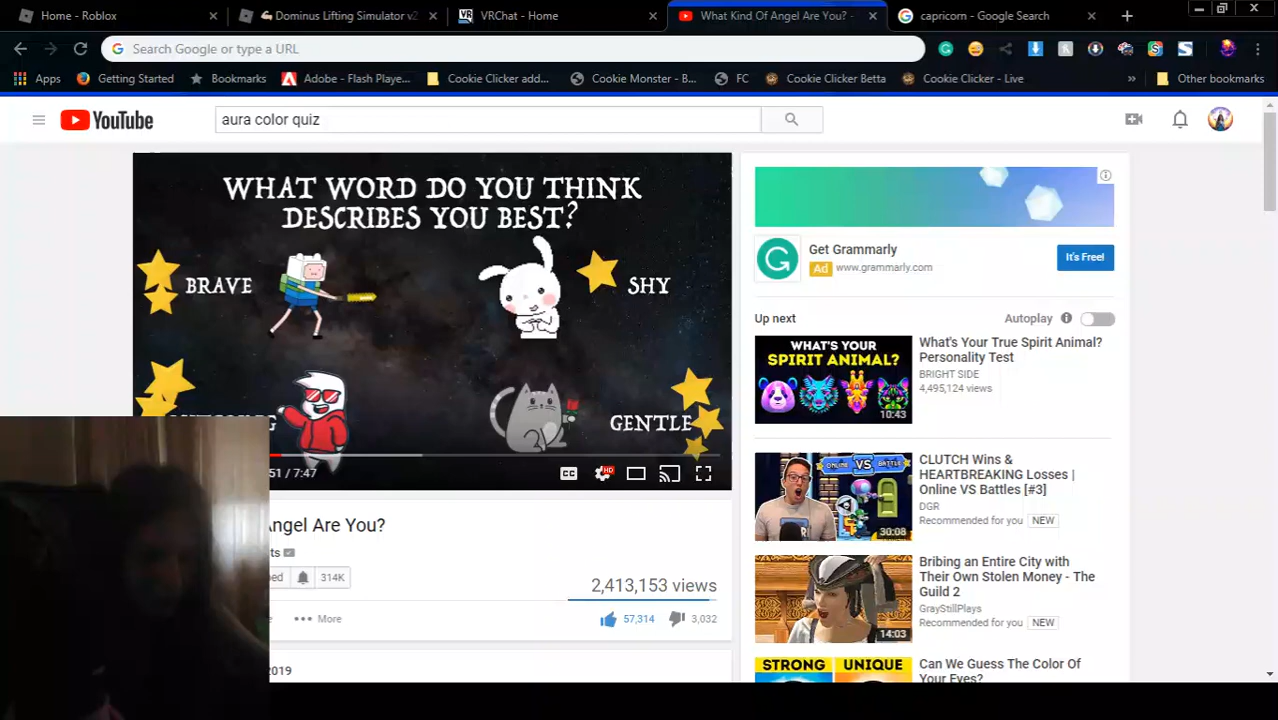 Home - Roblox
Dominus Lifting Simulator v2
VRChat - Home
What Kind Of Angel Are You? -
capricorn - Google Search
Search Google or type a URL
Apps
Getting Started
Bookmarks
Adobe - Flash Playe...
Cookie Clicker add...
Cookie Monster - B...
FC
Cookie Clicker Betta
Cookie Clicker - Live
»
Other bookmarks
YouTube
aura color quiz
WHAT WORD DO YOU THINK
DESCRIBES YOU BEST?
BRAVE
SHY
GENTLE
51 / 7:47
CC
HD
Angel Are You?
ts
ed
314K
2,413,153 views
More
57,314
3,032
2019
Get Grammarly
Ad www.grammarly.com
It's Free!
Up next
Autoplay
WHAT'S YOUR
SPIRIT ANIMAL?
10:43
What's Your True Spirit Animal?
Personality Test
BRIGHT SIDE
4,495,124 views
ONLINE VS BATTLE
30:08
CLUTCH Wins &
HEARTBREAKING Losses |
Online VS Battles [#3]
DGR
Recommended for you NEW
14:03
Bribing an Entire City with
Their Own Stolen Money - The
Guild 2
GrayStillPlays
Recommended for you NEW
STRONG
UNIQUE
Can We Guess The Color Of
Your Eyes?